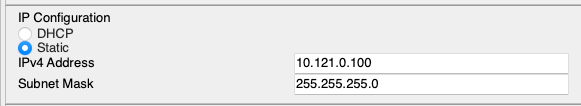 IP Configuration
DHCP
Static
IPv4 Address 10.121.0.100
Subnet Mask 255.255.255.0